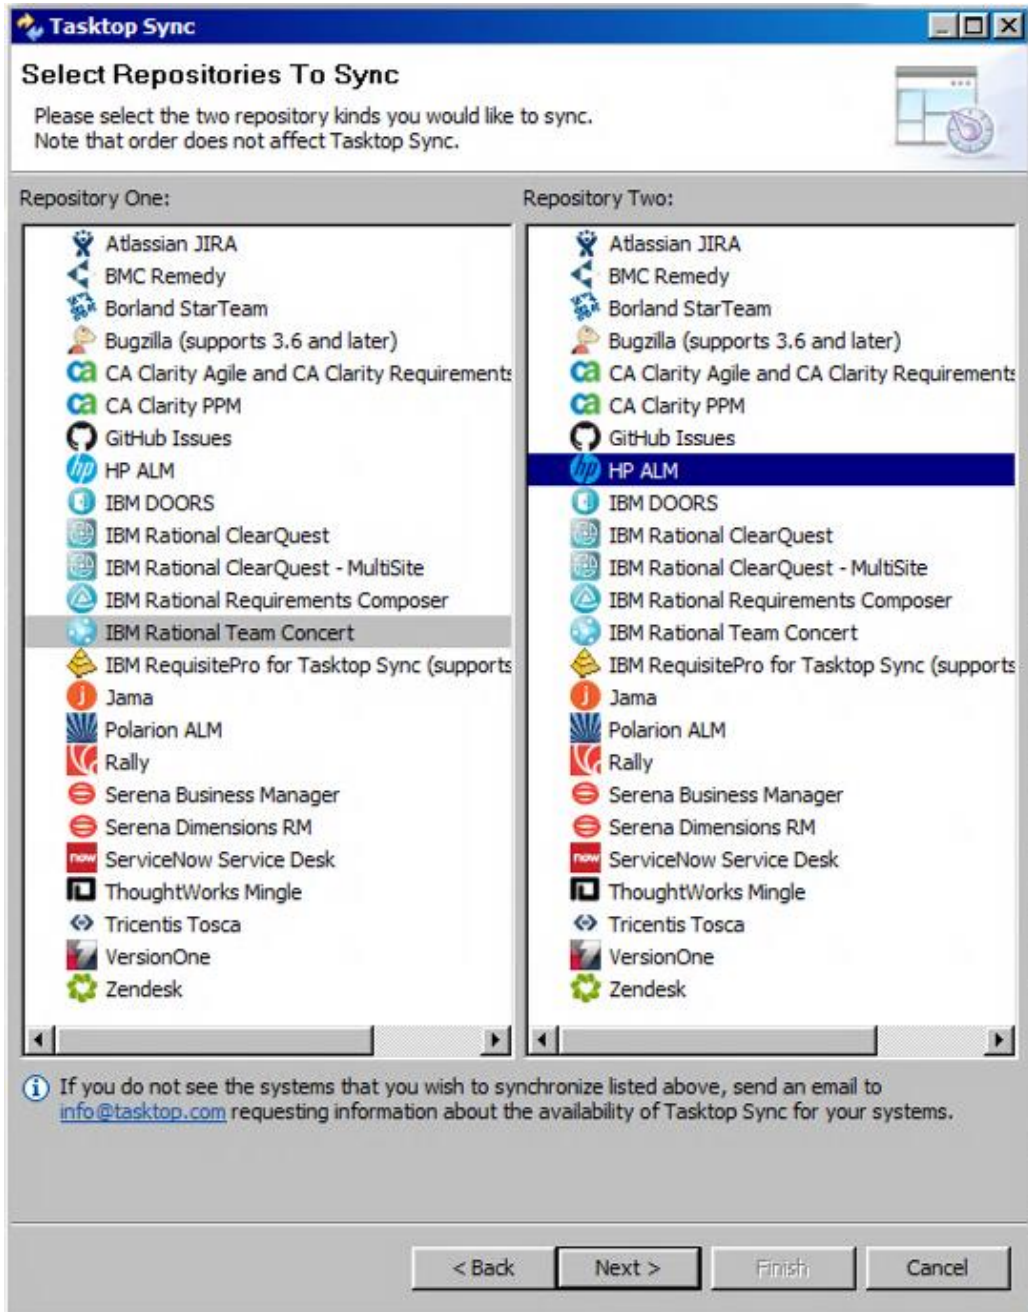 Tasktop Sync
Select Repositories To Sync
Please select the two repository kinds you would like to sync.
Note that order does not affect Tasktop Sync.
Repository One:
Atlassian JIRA
BMC Remedy
Borland StarTeam
Bugzilla (supports 3.6 and later)
CA Clarity Agile and CA Clarity Requirements
CA Clarity PPM
GitHub Issues
HP ALM
IBM DOORS
IBM Rational ClearQuest
IBM Rational ClearQuest - MultiSite
IBM Rational Requirements Composer
IBM Rational Team Concert
IBM RequisitePro for Tasktop Sync (supports
Jama
Polarion ALM
Rally
Serena Business Manager
Serena Dimensions RM
ServiceNow Service Desk
ThoughtWorks Mingle
Tricentis Tosca
VersionOne
Zendesk
Repository Two:
Atlassian JIRA
BMC Remedy
Borland StarTeam
Bugzilla (supports 3.6 and later)
CA Clarity Agile and CA Clarity Requirements
CA Clarity PPM
GitHub Issues
HP ALM
IBM DOORS
IBM Rational ClearQuest
IBM Rational ClearQuest - MultiSite
IBM Rational Requirements Composer
IBM Rational Team Concert
IBM RequisitePro for Tasktop Sync (supports
Jama
Polarion ALM
Rally
Serena Business Manager
Serena Dimensions RM
ServiceNow Service Desk
ThoughtWorks Mingle
Tricentis Tosca
VersionOne
Zendesk
If you do not see the systems that you wish to synchronize listed above, send an email to
info@tasktop.com requesting information about the availability of Tasktop Sync for your systems.
< Back
Next >
Finish
Cancel